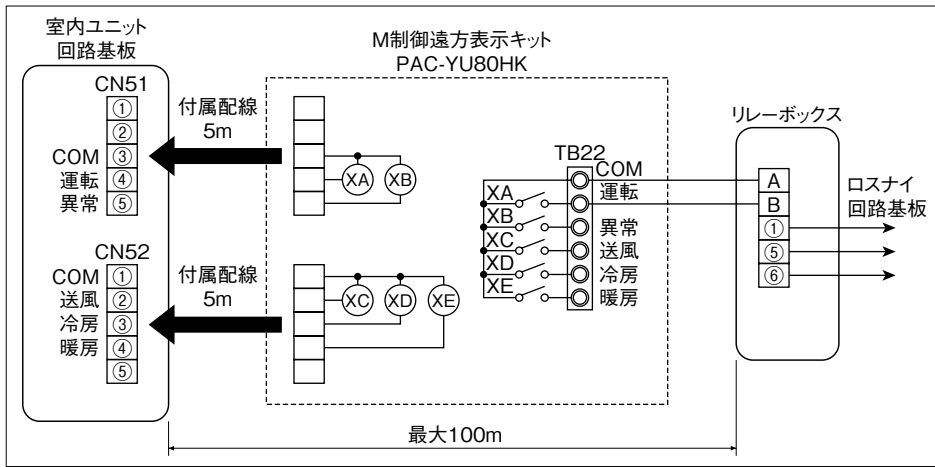 室内ユニット
回路基板
CN51
①
②
COM ③
運転 ④
異常 ⑤
CN52
COM ①
送風 ②
冷房 ③
暖房 ④
⑤
付属配線
5m
付属配線
5m
M制御遠方表示キット
PAC-YU80HK
XA XB
XC XD XE
TB22
COM
XA 運転
XB 異常
XC 送風
XD 冷房
XE 暖房
リレーボックス
A
B
①
⑤
⑥
ロスナイ
回路基板
最大100m